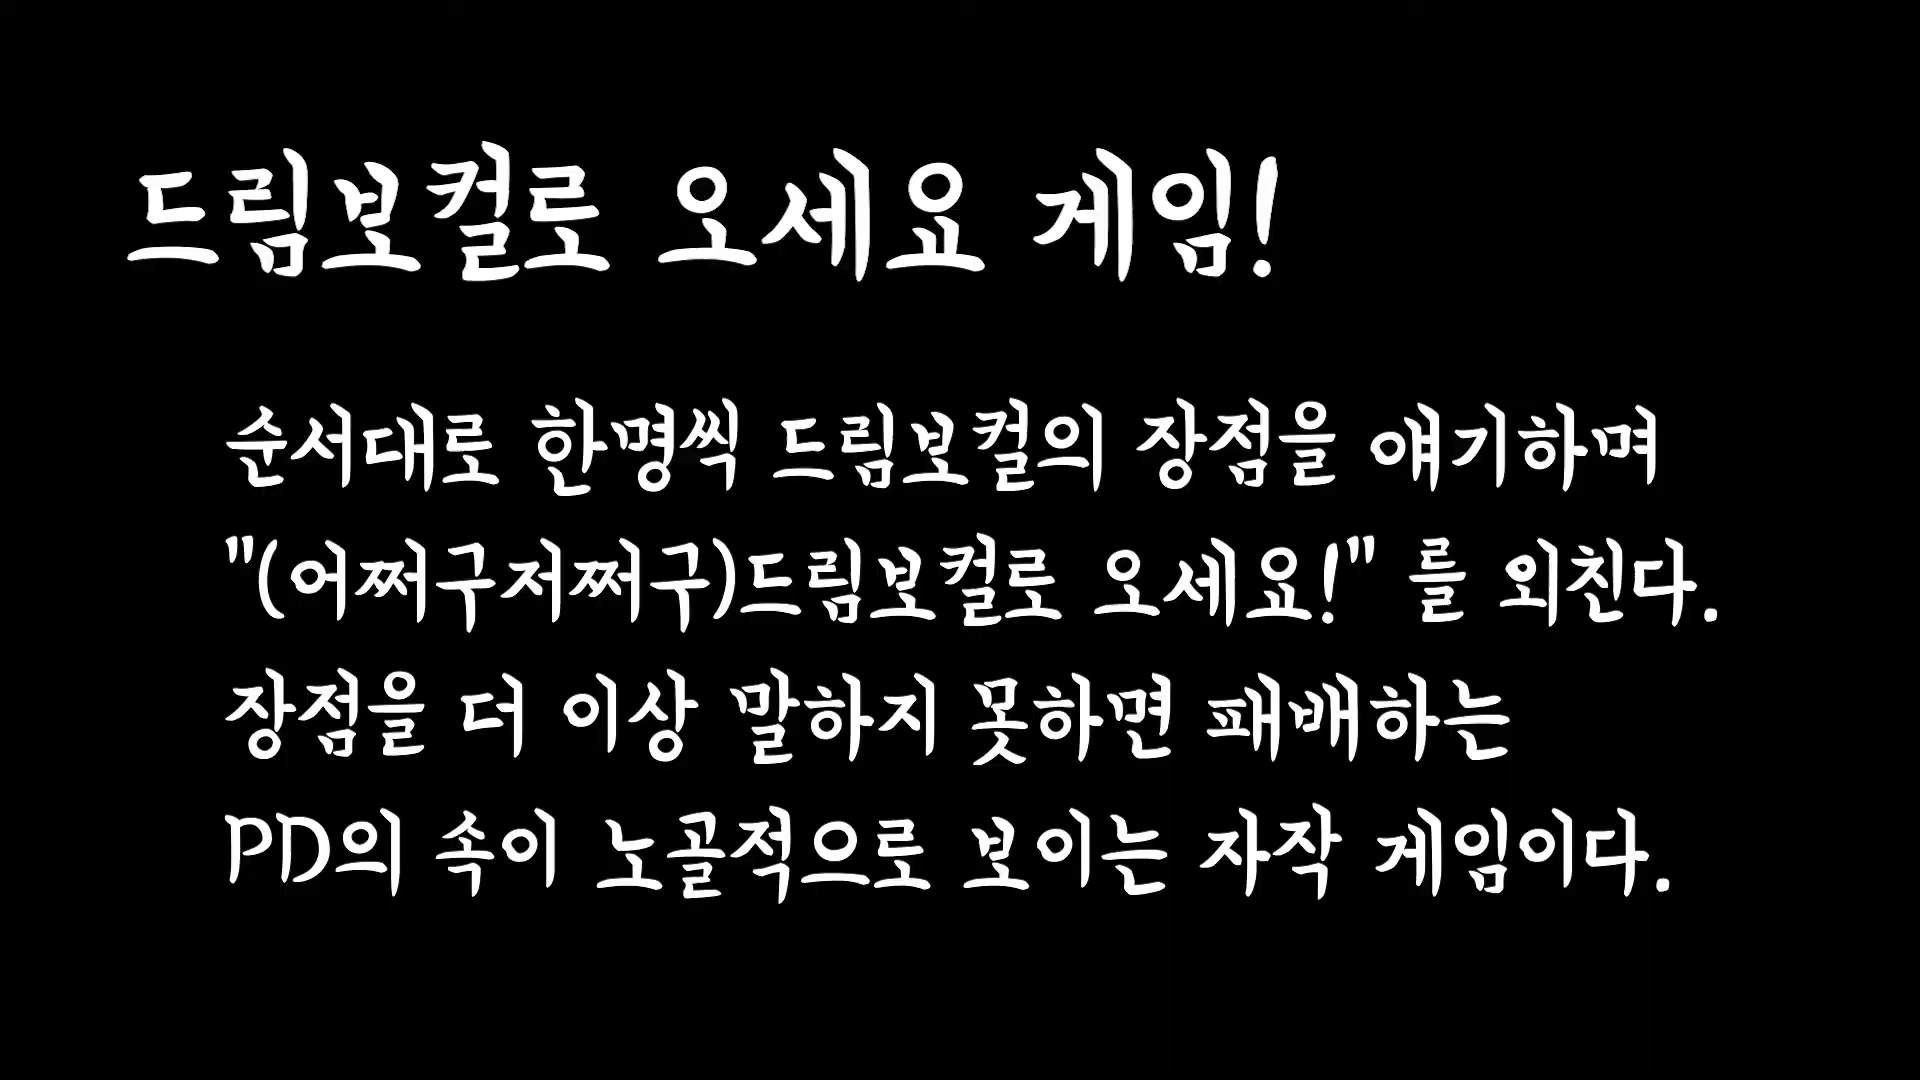 드림보컬로 오세요 게임!
순서대로 한명씩 드림보컬의 장점을 얘기하며
"(어쩌구저쩌구)드림보컬로 오세요!" 를 외친다.
장점을 더 이상 말하지 못하면 패배하는
PD의 속이 노골적으로 보이는 자작 게임이다.